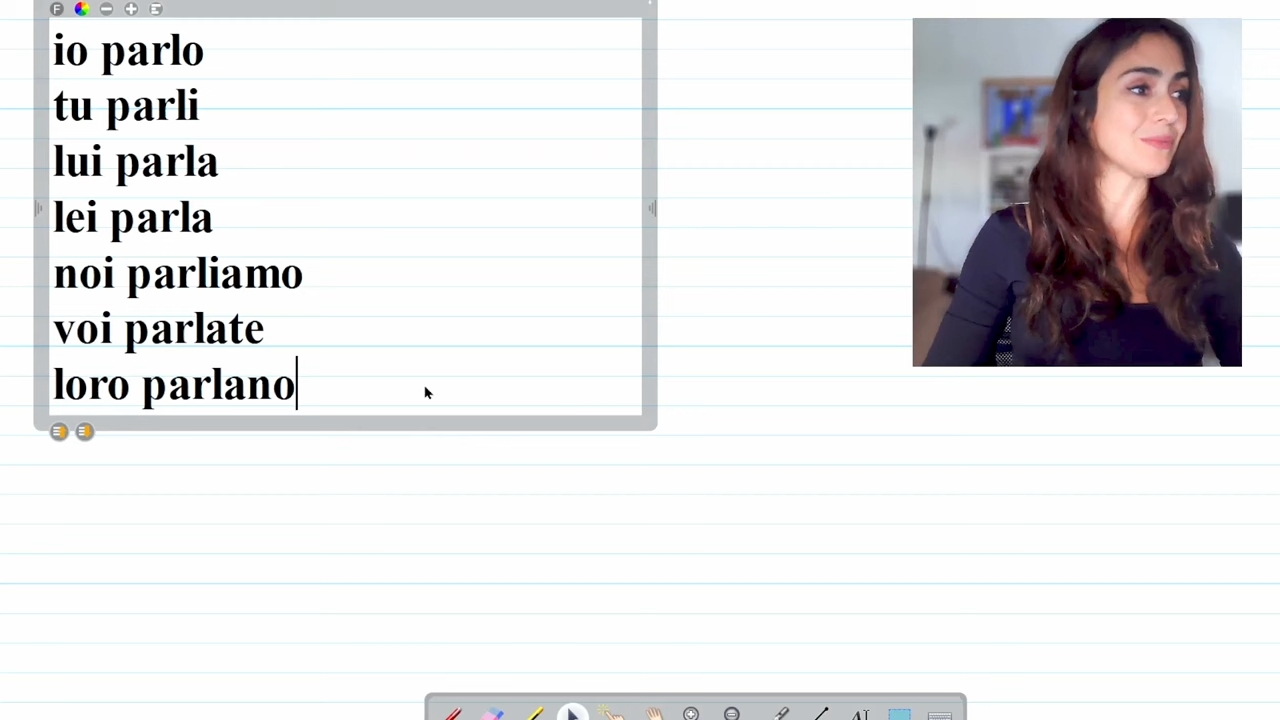 io parlo
tu parli
lui parla
lei parla
noi parliamo
voi parlate
loro parlano